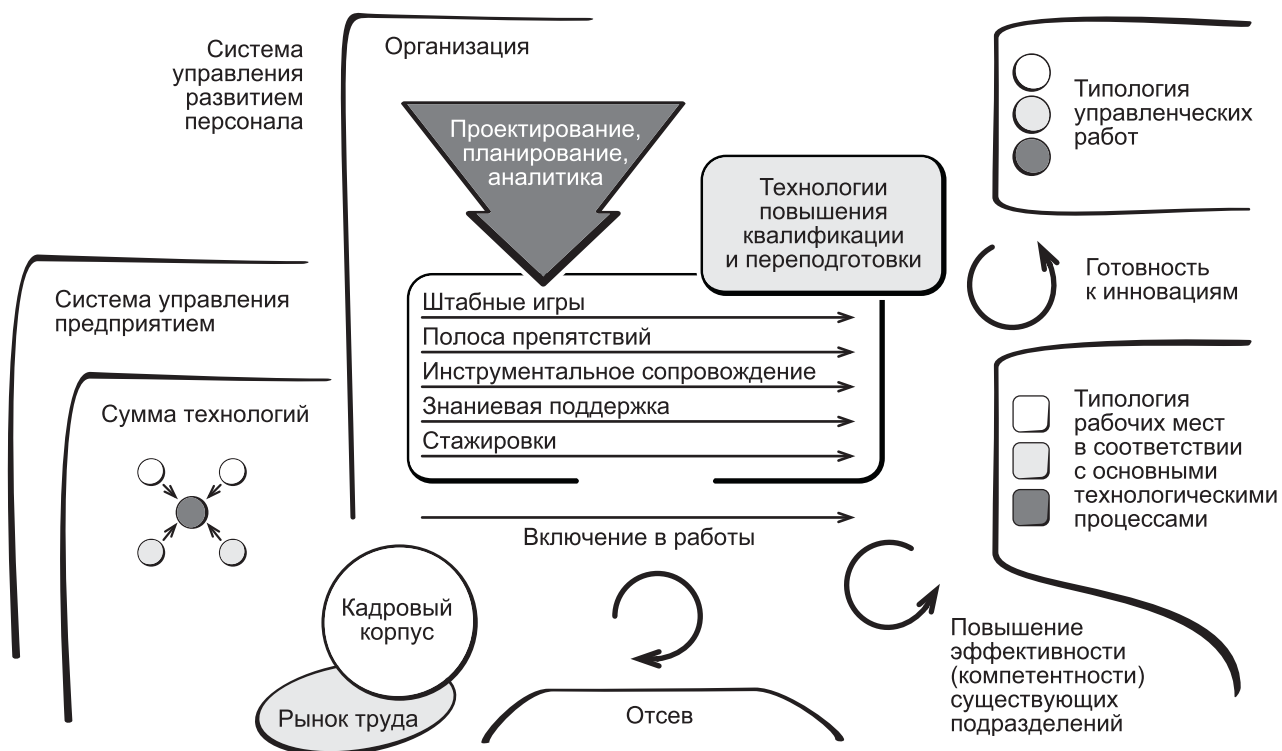 Система
управления
развитием
персонала
Организация
Проектирование,
планирование,
аналитика
Технологии
повышения
квалификации
и переподготовки
Типология
управленческих
работ
Готовность
к инновациям
Система управления
предприятием
Сумма технологий
Штабные игры
Полоса препятствий
Инструментальное сопровождение
Знаниевая поддержка
Стажировки
Включение в работы
Типология
рабочих мест
в соответствии
с основными
технологическими
процессами
Кадровый
корпус
Рынок труда
Отсев
Повышение
эффективности
(компетентности)
существующих
подразделений